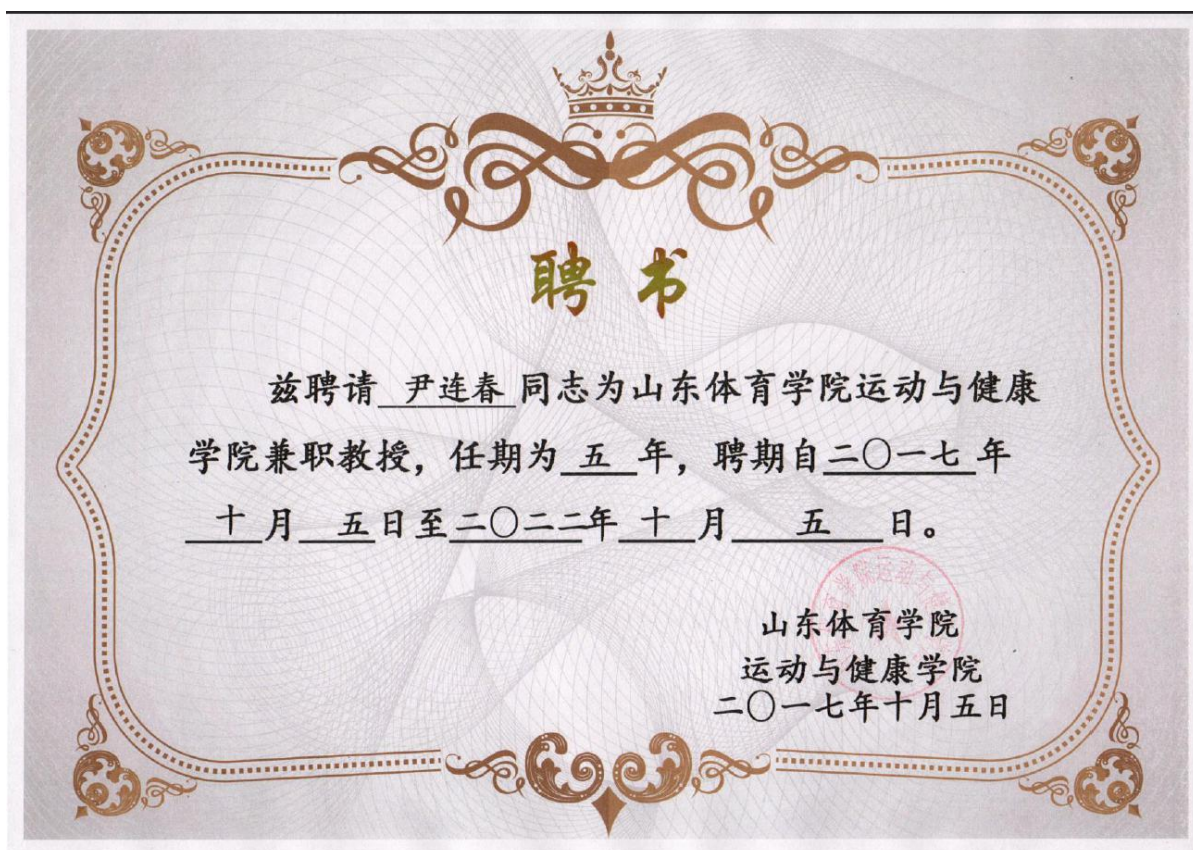 聘书
兹聘请 尹连春 同志为山东体育学院运动与健康
学院兼职教授，任期为 五 年，聘期自二〇一七年
十 月 五日至二〇二二年 十 月 五 日。
山东体育学院
运动与健康学院
二〇一七年十月五日